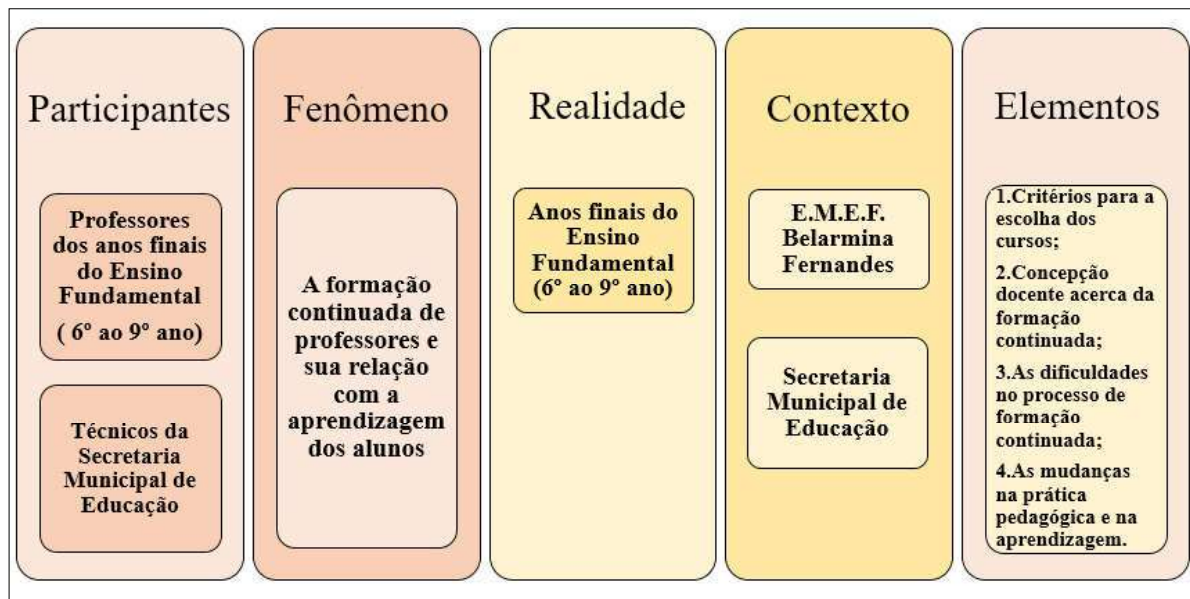 Participantes
Professores
dos anos finais
do Ensino
Fundamental
( 6º ao 9º ano)
Técnicos da
Secretaria
Municipal de
Educação
Fenômeno
A formação
continuada de
professores e
sua relação
com a
aprendizagem
dos alunos
Realidade
Anos finais do
Ensino
Fundamental
(6º ao 9º ano)
Contexto
E.M.E.F.
Belarmina
Fernandes
Secretaria
Municipal de
Educação
Elementos
1.Critérios para a
escolha dos
cursos;
2.Concepção
docente acerca da
formação
continuada;
3.As dificuldades
no processo de
formação
continuada;
4.As mudanças
na prática
pedagógica e na
aprendizagem.